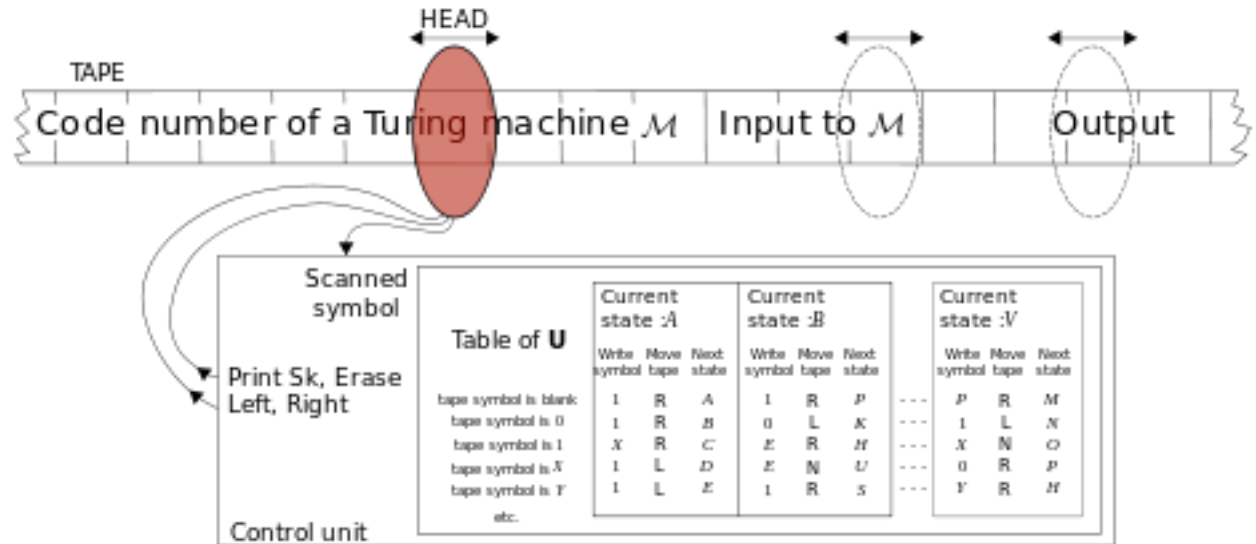 HEAD
TAPE
Code number of a Turing machine ℳ Input to ℳ Output
Scanned
symbol
Print Sk, Erase
Left, Right
Control unit
Table of U
Current
state :A
Current
state :B
Current
state :V
Write Move Next Write Move Next Write Move Next
symbol tape state symbol tape state symbol tape state
tape symbol is blank 1 R A 1 R P ---- P R M
tape symbol is 0 1 R B 0 L K ---- 1 L N
tape symbol is 1 X R C E R H ---- X N O
tape symbol is X 1 L D E N U ---- 0 R P
tape symbol is Y 1 L E 1 R S ---- Y R H
etc.